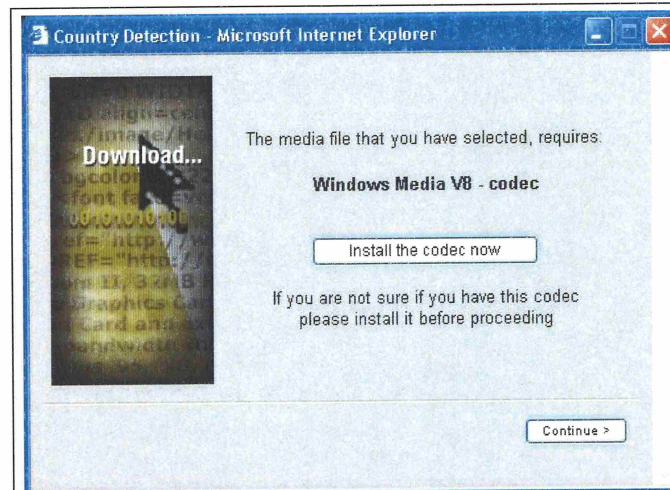 Country Detection - Microsoft Internet Explorer
Download...
The media file that you have selected, requires:
Windows Media V8 - codec
Install the codec now
If you are not sure if you have this codec
please install it before proceeding
Continue >